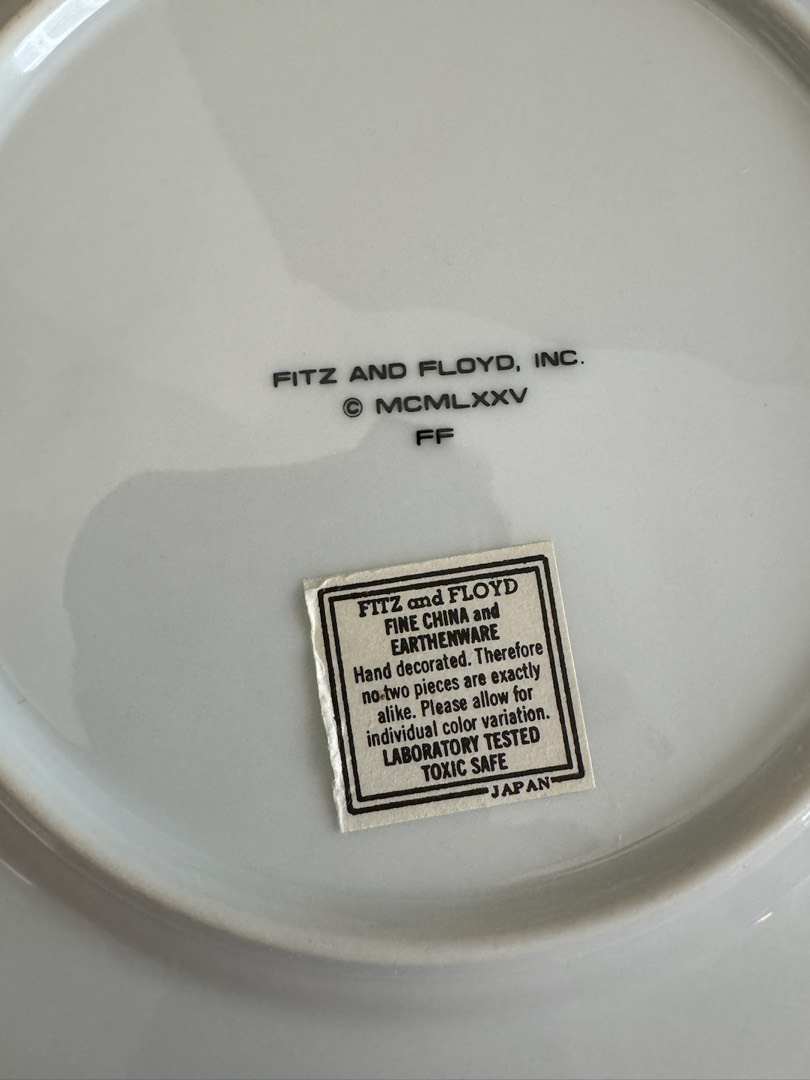 FITZ AND FLOYD, INC.
© MCMLXXV
FF
FITZ and FLOYD
FINE CHINA and
EARTHENWARE
Hand decorated. Therefore
no two pieces are exactly
alike. Please allow for
individual color variation.
LABORATORY TESTED
TOXIC SAFE
JAPAN